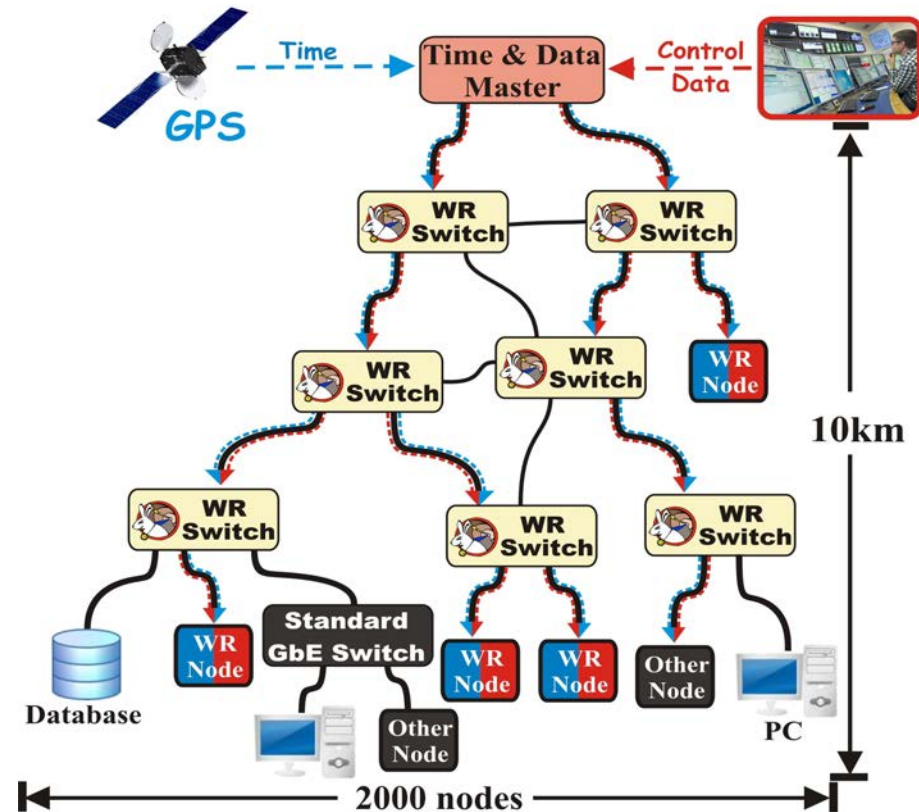 Time
GPS
Time & Data
Master
Control
Data
WR
Switch
WR
Switch
WR
Switch
WR
Switch
WR
Node
10km
WR
Switch
WR
Switch
WR
Switch
Database
WR
Node
Standard
GbE Switch
Other
Node
WR
Node
WR
Node
Other
Node
PC
2000 nodes